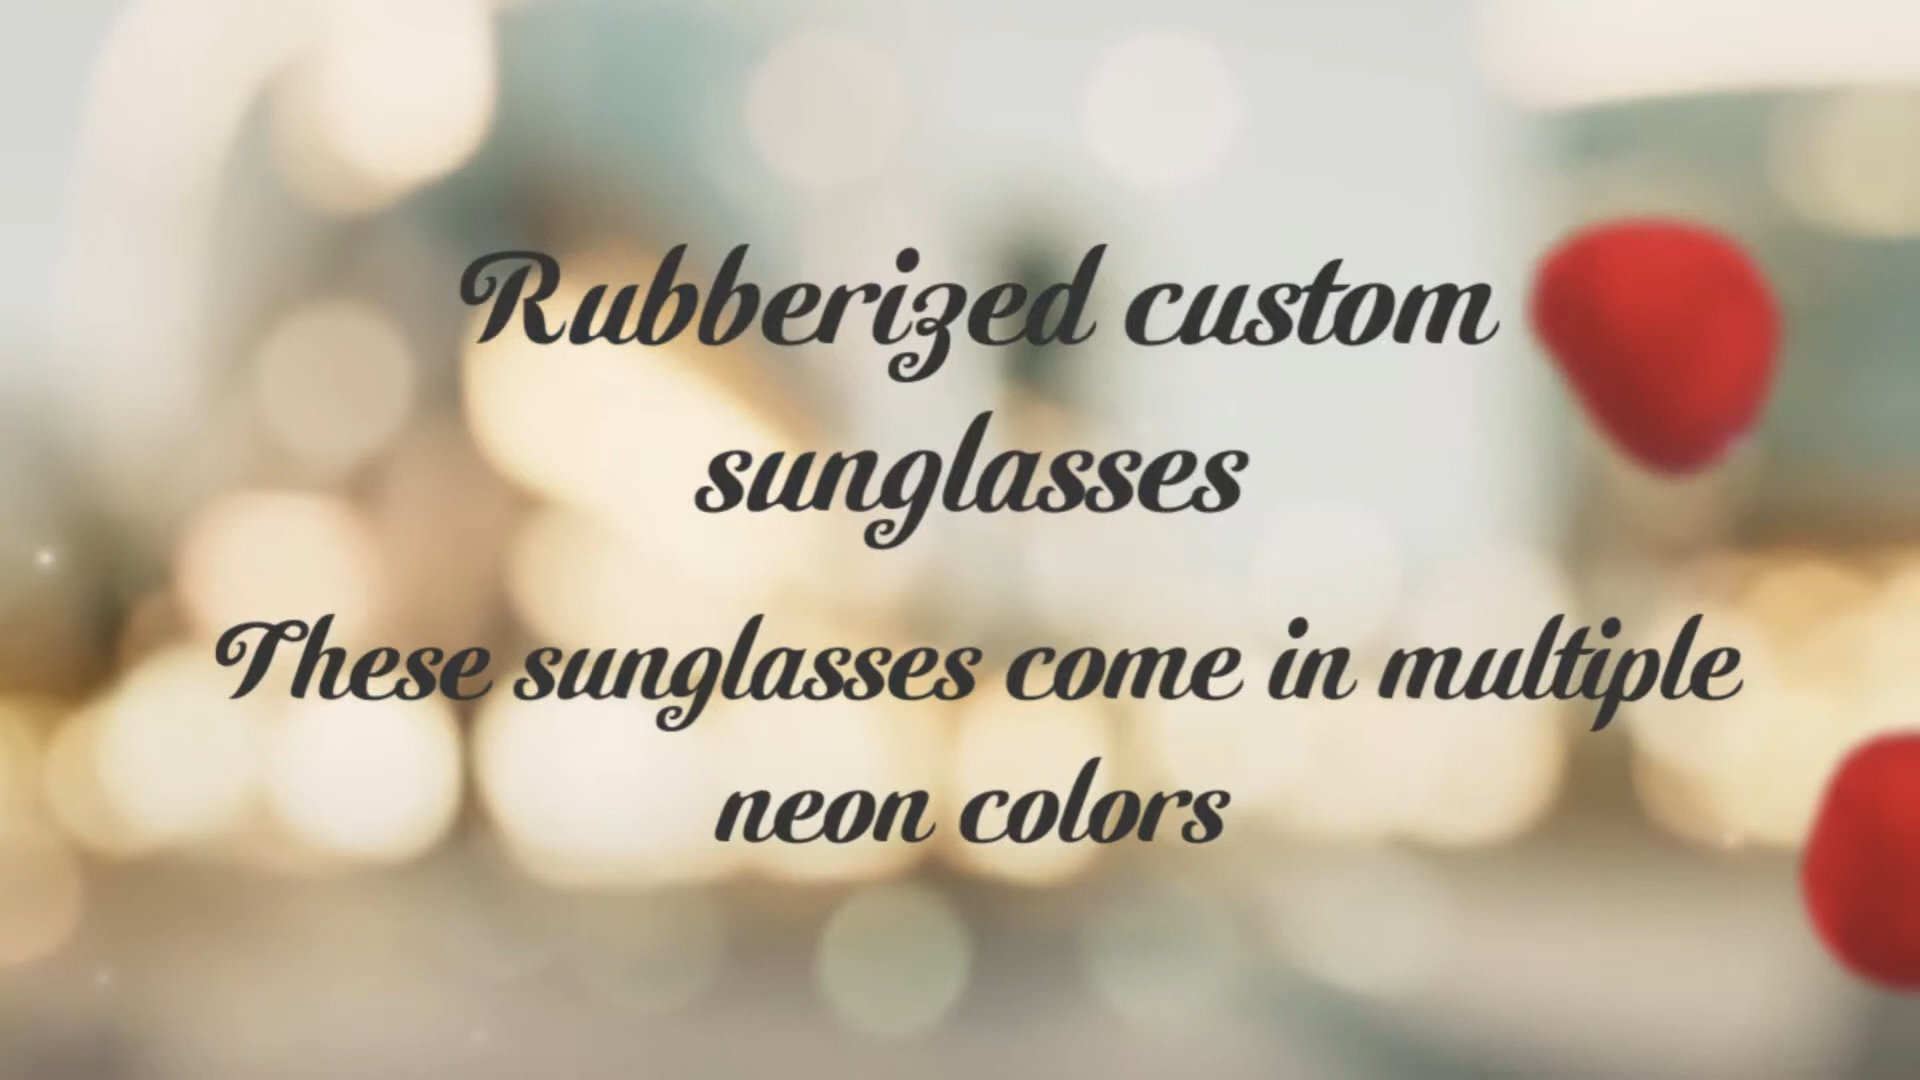 Rubberized custom
sunglasses
These sunglasses come in multiple
neon colors